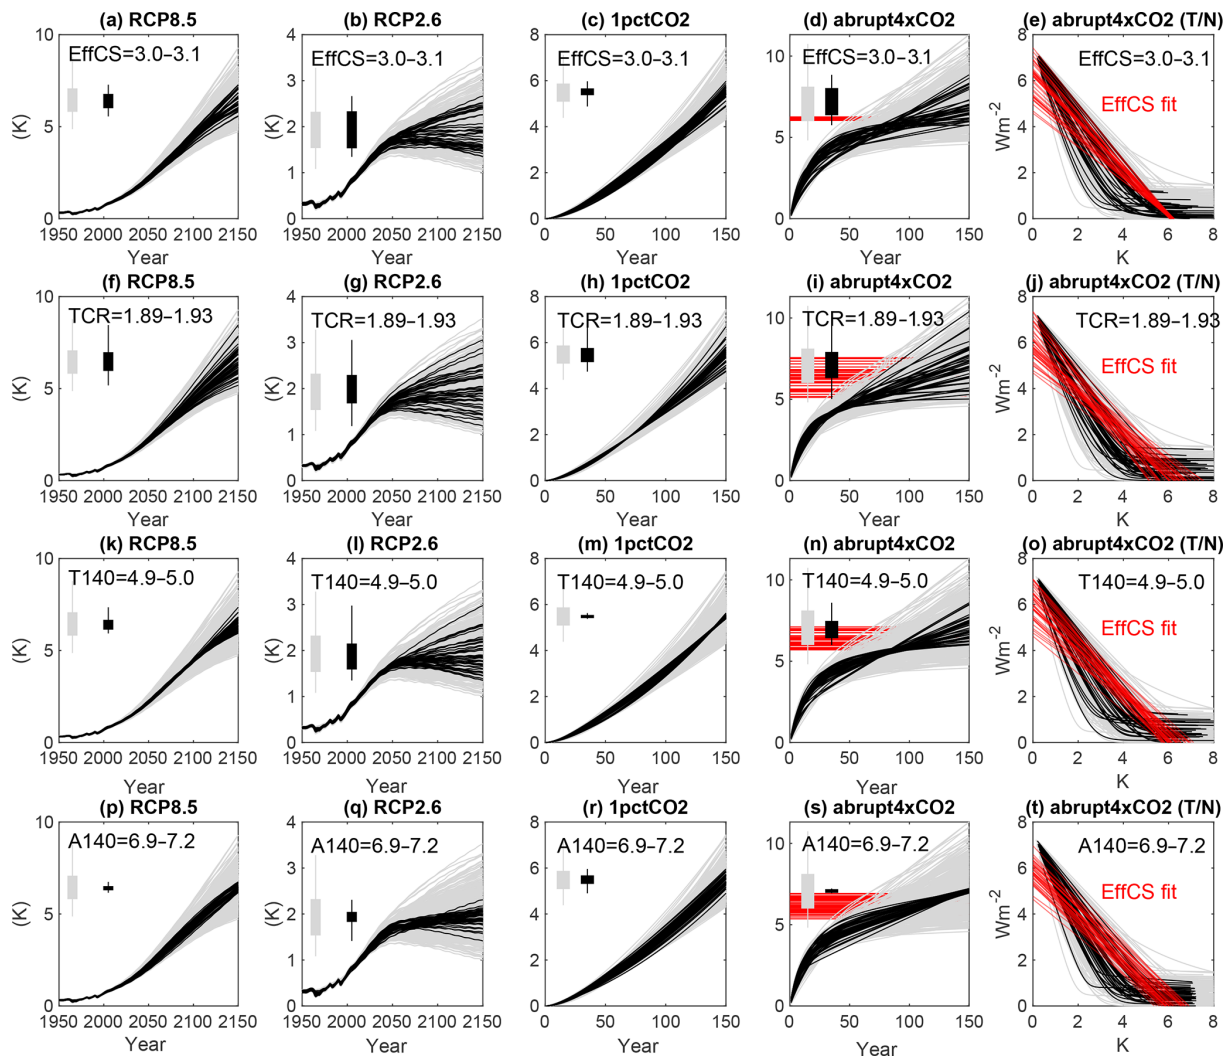 (a) RCP8.5 (b) RCP2.6 (c) 1pctCO2 (d) abrupt4xCO2 (e) abrupt4xCO2 (T/N)
10 4 8 10 8
EffCS=3.0–3.1 EffCS=3.0–3.1 EffCS=3.0–3.1 EffCS=3.0–3.1 EffCS=3.0–3.1
3 6 6
EffCS fit
(K) 5 (K) 2 4 5 Wm-2 4
1 2 2
0 0 0 0 0
1950 2000 2050 2100 2150 1950 2000 2050 2100 2150 0 50 100 150 0 50 100 150 0 2 4 6 8
Year Year Year Year K
(f) RCP8.5 (g) RCP2.6 (h) 1pctCO2 (i) abrupt4xCO2 (j) abrupt4xCO2 (T/N)
10 4 8 10 8
TCR=1.89–1.93 TCR=1.89–1.93 TCR=1.89–1.93 TCR=1.89–1.93 TCR=1.89–1.93
3 6 6
EffCS fit
(K) 5 (K) 2 4 5 Wm-2 4
1 2 2
0 0 0 0 0
1950 2000 2050 2100 2150 1950 2000 2050 2100 2150 0 50 100 150 0 50 100 150 0 2 4 6 8
Year Year Year Year K
(k) RCP8.5 (l) RCP2.6 (m) 1pctCO2 (n) abrupt4xCO2 (o) abrupt4xCO2 (T/N)
10 4 8 10 8
T140=4.9–5.0 T140=4.9–5.0 T140=4.9–5.0 T140=4.9–5.0 T140=4.9–5.0
3 6 6
EffCS fit
(K) 5 (K) 2 4 5 Wm-2 4
1 2 2
0 0 0 0 0
1950 2000 2050 2100 2150 1950 2000 2050 2100 2150 0 50 100 150 0 50 100 150 0 2 4 6 8
Year Year Year Year K
(p) RCP8.5 (q) RCP2.6 (r) 1pctCO2 (s) abrupt4xCO2 (t) abrupt4xCO2 (T/N)
10 4 8 10 8
A140=6.9–7.2 A140=6.9–7.2 A140=6.9–7.2 A140=6.9–7.2 A140=6.9–7.2
3 6 6
EffCS fit
(K) 5 (K) 2 4 5 Wm-2 4
1 2 2
0 0 0 0 0
1950 2000 2050 2100 2150 1950 2000 2050 2100 2150 0 50 100 150 0 50 100 150 0 2 4 6 8
Year Year Year Year K